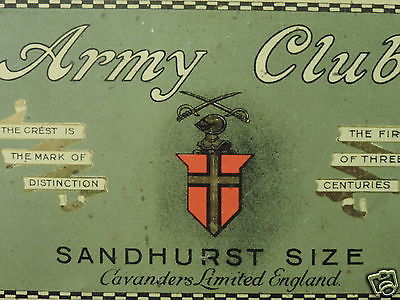 Army Club
THE CREST IS
THE MARK OF
DISTINCTION
THE FIR
OF THREE
CENTURIES
SANDHURST SIZE
Cavanders Limited England.